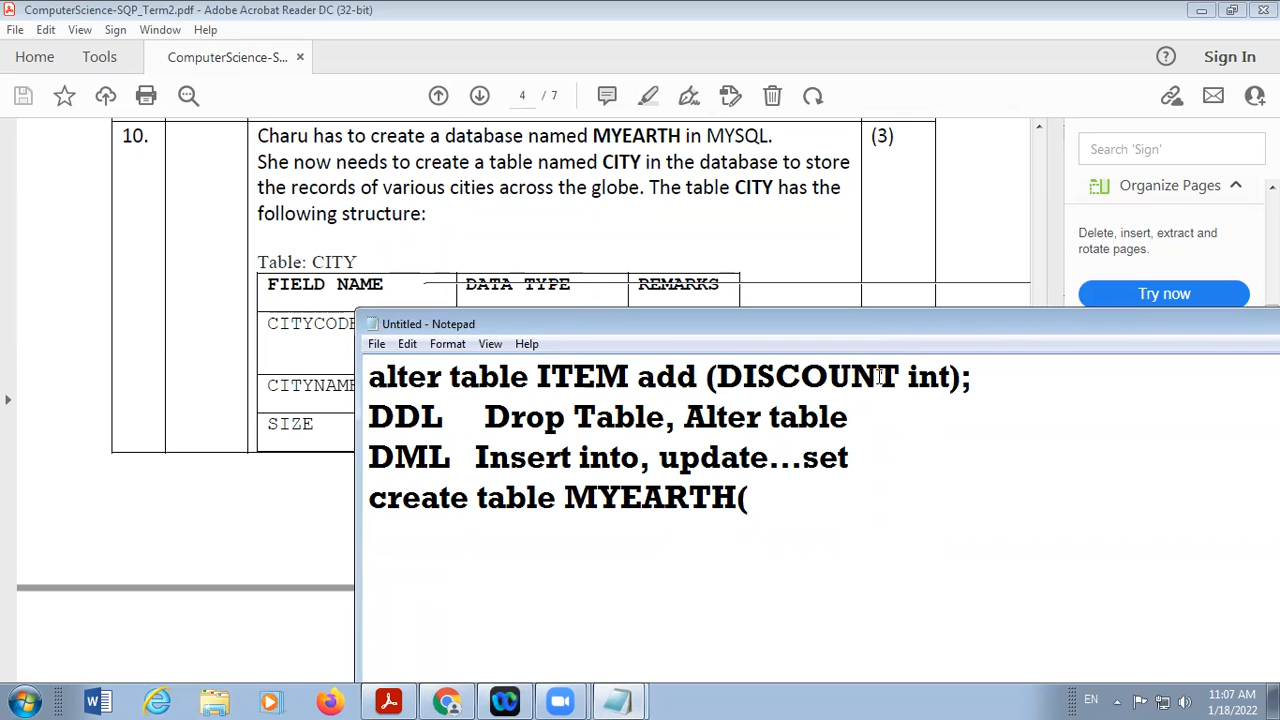 ComputerScience-SQP_Term2.pdf - Adobe Acrobat Reader DC (32-bit)
File Edit View Sign Window Help
Home Tools ComputerScience-S... × Sign In
4 / 7
10. Charu has to create a database named MYEARTH in MYSQL. (3)
She now needs to create a table named CITY in the database to store
the records of various cities across the globe. The table CITY has the
following structure:
Table: CITY
FIELD NAME DATA TYPE REMARKS
CITYCODE
CITYNAME
SIZE
Search 'Sign'
Organize Pages
Delete, insert, extract and
rotate pages.
Try now
Untitled - Notepad
File Edit Format View Help
alter table ITEM add (DISCOUNT int);
DDL Drop Table, Alter table
DML Insert into, update...set
create table MYEARTH(
EN
11:07 AM
1/18/2022